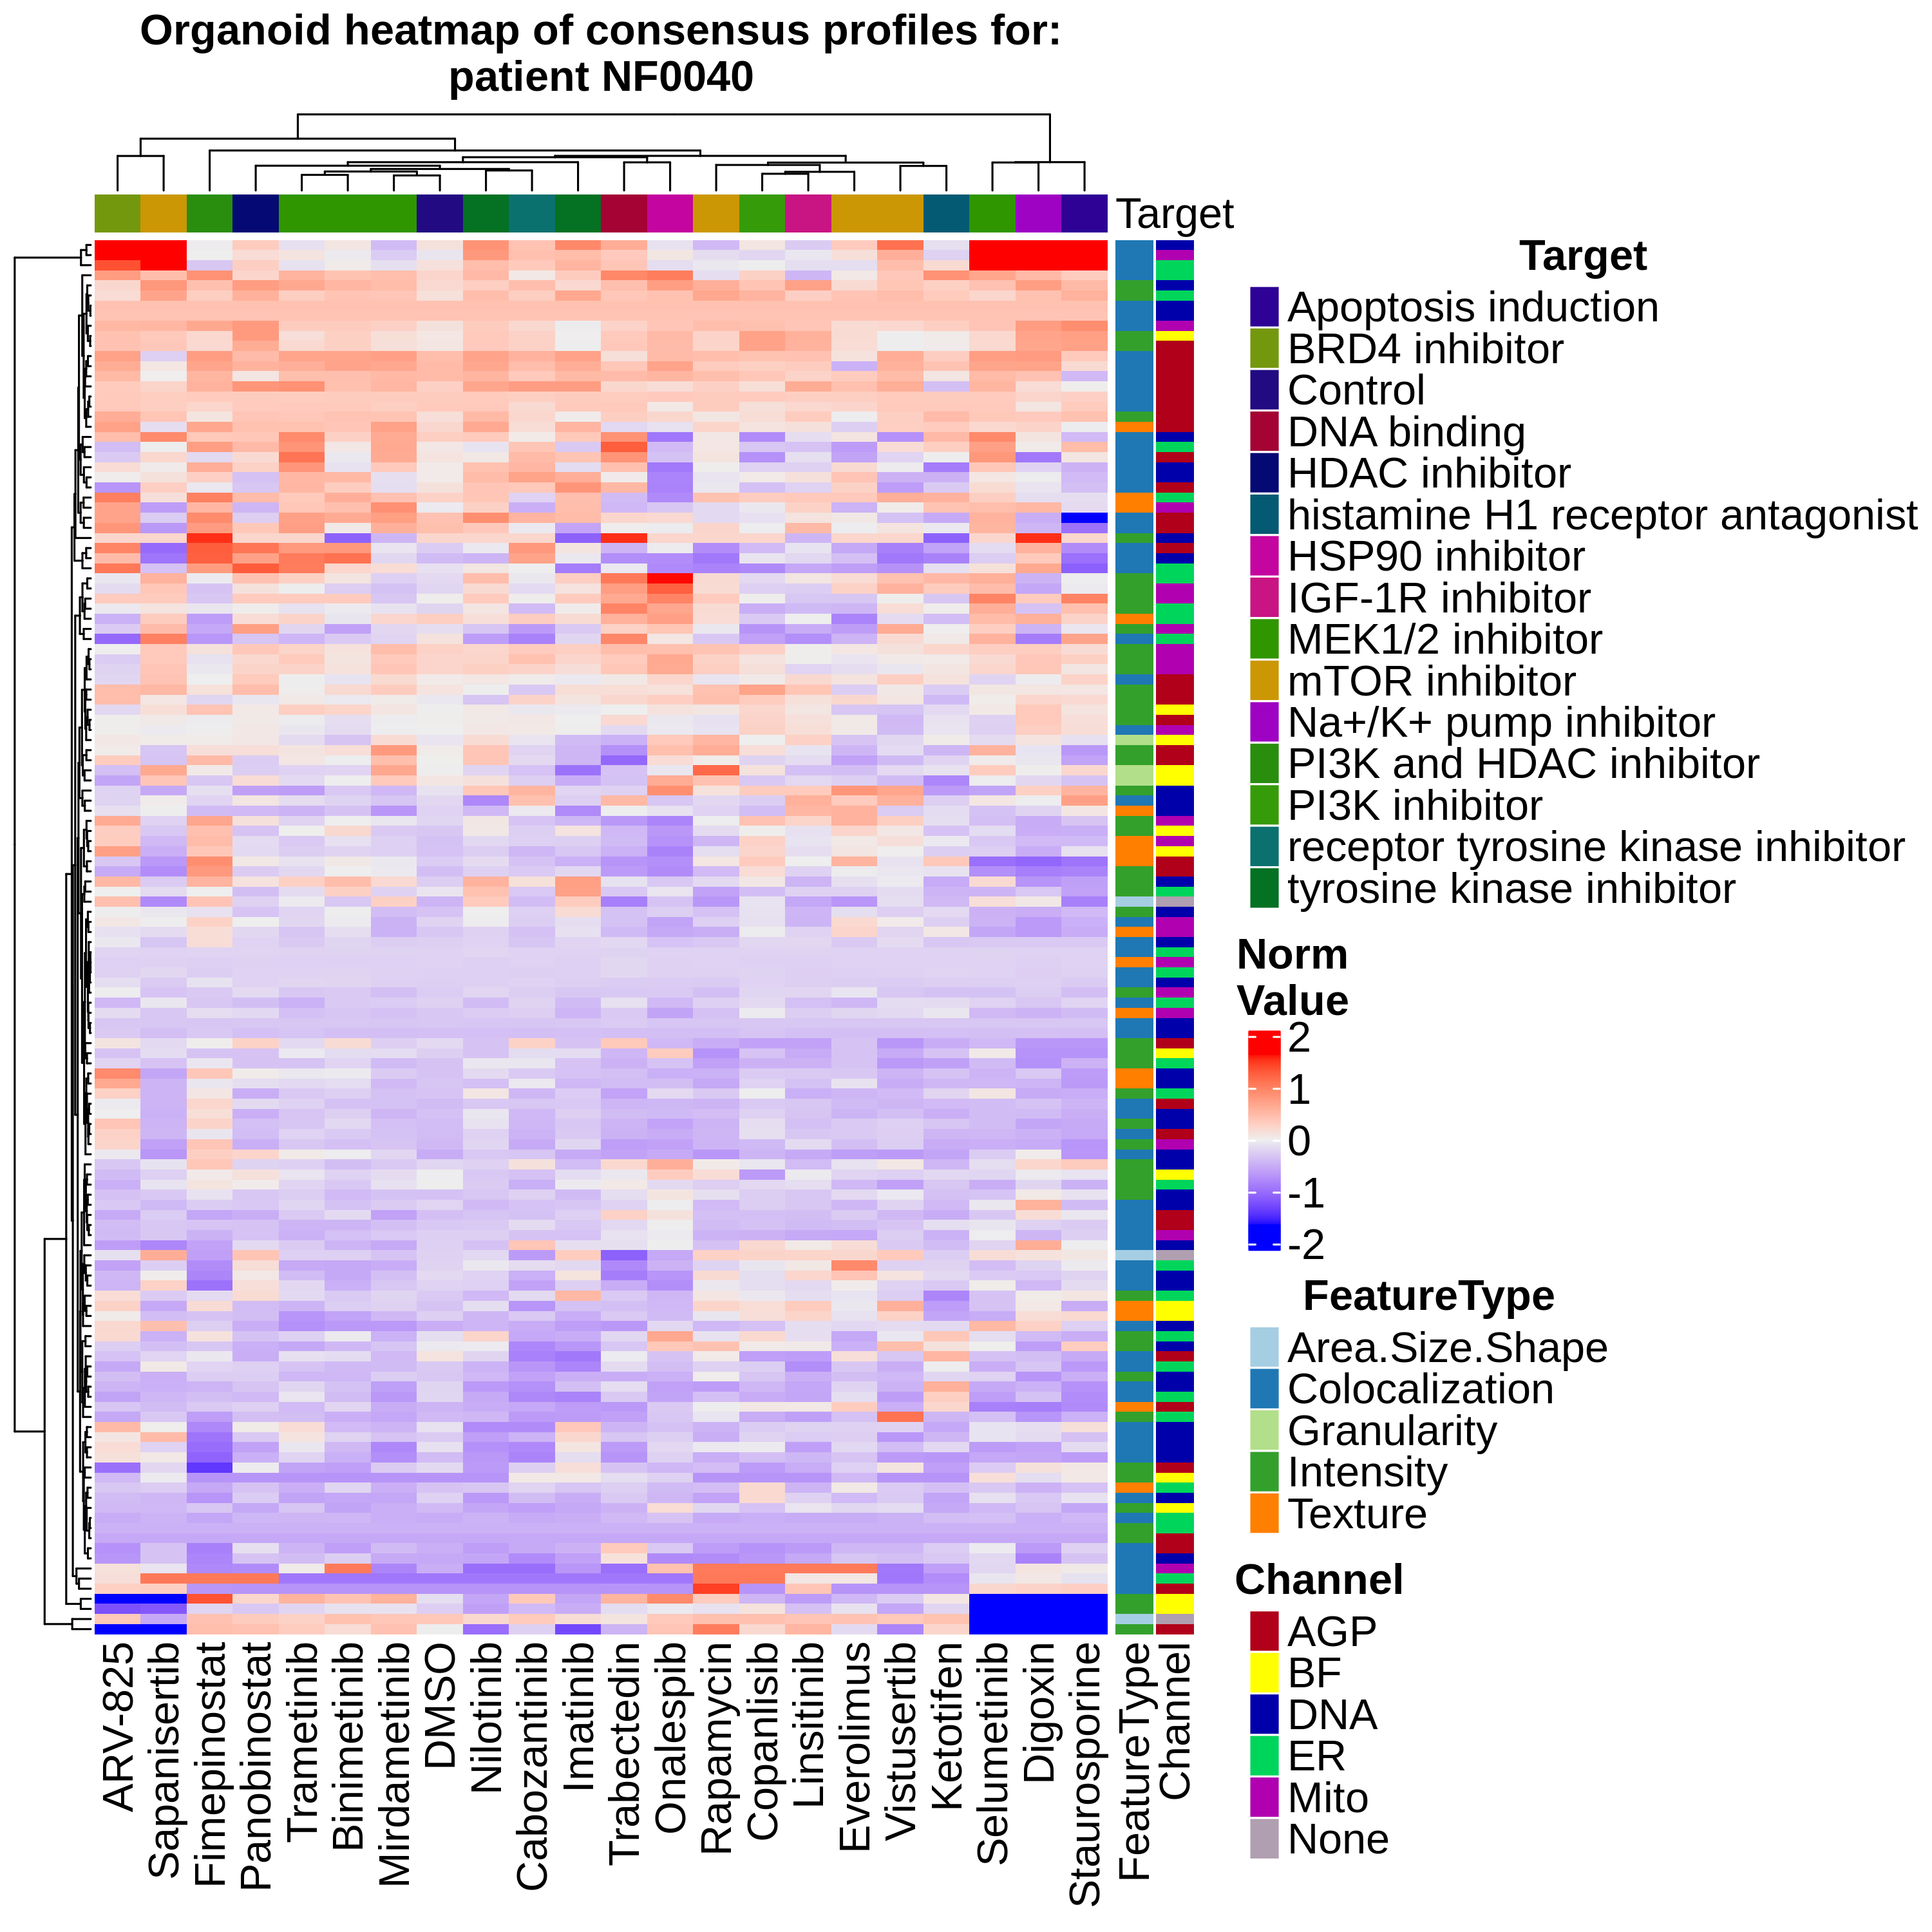 Organoid heatmap of consensus profiles for:
patient NF0040
Target
Target
Apoptosis induction
BRD4 inhibitor
Control
DNA binding
HDAC inhibitor
histamine H1 receptor antagonist
HSP90 inhibitor
IGF-1R inhibitor
MEK1/2 inhibitor
mTOR inhibitor
Na+/K+ pump inhibitor
PI3K and HDAC inhibitor
PI3K inhibitor
receptor tyrosine kinase inhibitor
tyrosine kinase inhibitor
Norm
Value
2
1
0
-1
-2
FeatureType
Area.Size.Shape
Colocalization
Granularity
Intensity
Texture
Channel
AGP
BF
DNA
ER
Mito
None
ARV-825
Sapanisertib
Fimepinostat
Panobinostat
Trametinib
Binimetinib
Mirdametinib
DMSO
Nilotinib
Cabozantinib
Imatinib
Trabectedin
Onalespib
Rapamycin
Copanlisib
Linsitinib
Everolimus
Vistusertib
Ketotifen
Selumetinib
Digoxin
Staurosporine
FeatureType
Channel